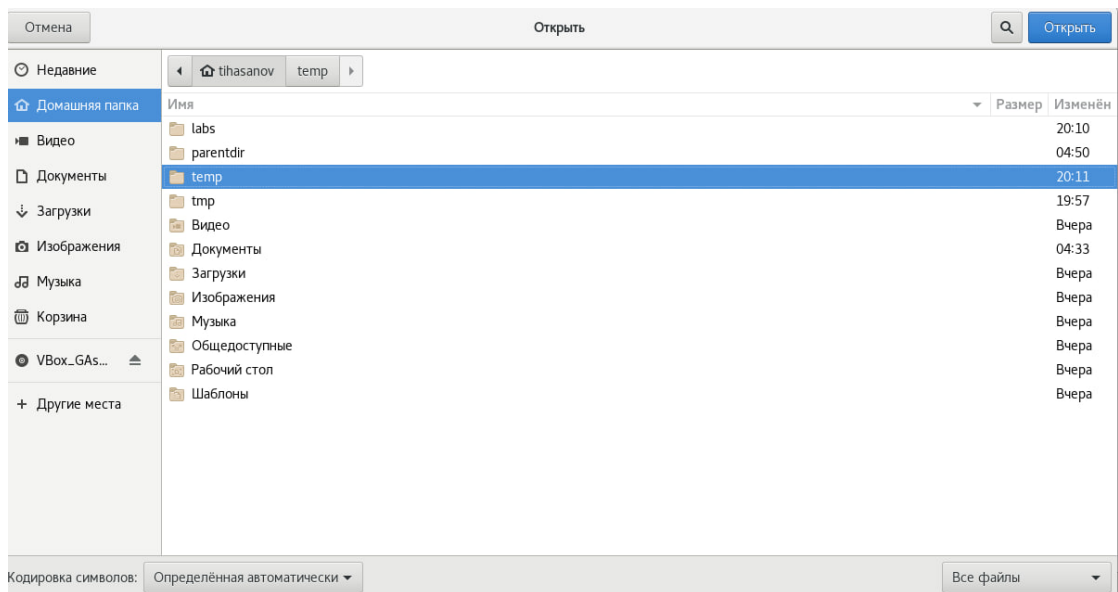 Отмена Открыть Открыть
Недавние
Домашняя папка
Видео
Документы
Загрузки
Изображения
Музыка
Корзина
VBox_GAs...
+ Другие места
tihasanov temp
Имя Размер Изменён
labs 20:10
parentdir 04:50
temp 20:11
tmp 19:57
Видео Вчера
Документы 04:33
Загрузки Вчера
Изображения Вчера
Музыка Вчера
Общедоступные Вчера
Рабочий стол Вчера
Шаблоны Вчера
Кодировка символов: Определённая автоматически Все файлы